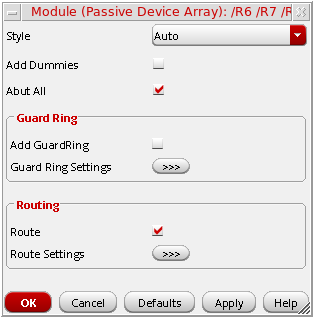 Module (Passive Device Array): /R6 /R7 /R
Style Auto
Add Dummies
Abut All
Guard Ring
Add GuardRing
Guard Ring Settings >>>
Routing
Route
Route Settings >>>
OK Cancel Defaults Apply Help